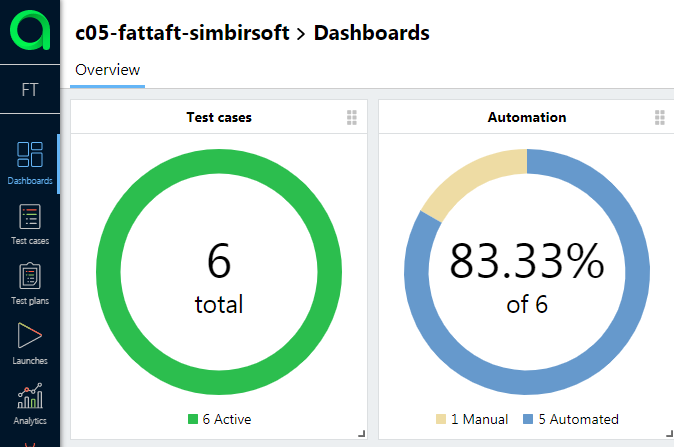 c05-fattaft-simbirsoft > Dashboards
Overview
FT
Dashboards
Test cases
Test plans
Launches
Analytics
Test cases
6
total
6 Active
Automation
83.33%
of 6
1 Manual 5 Automated